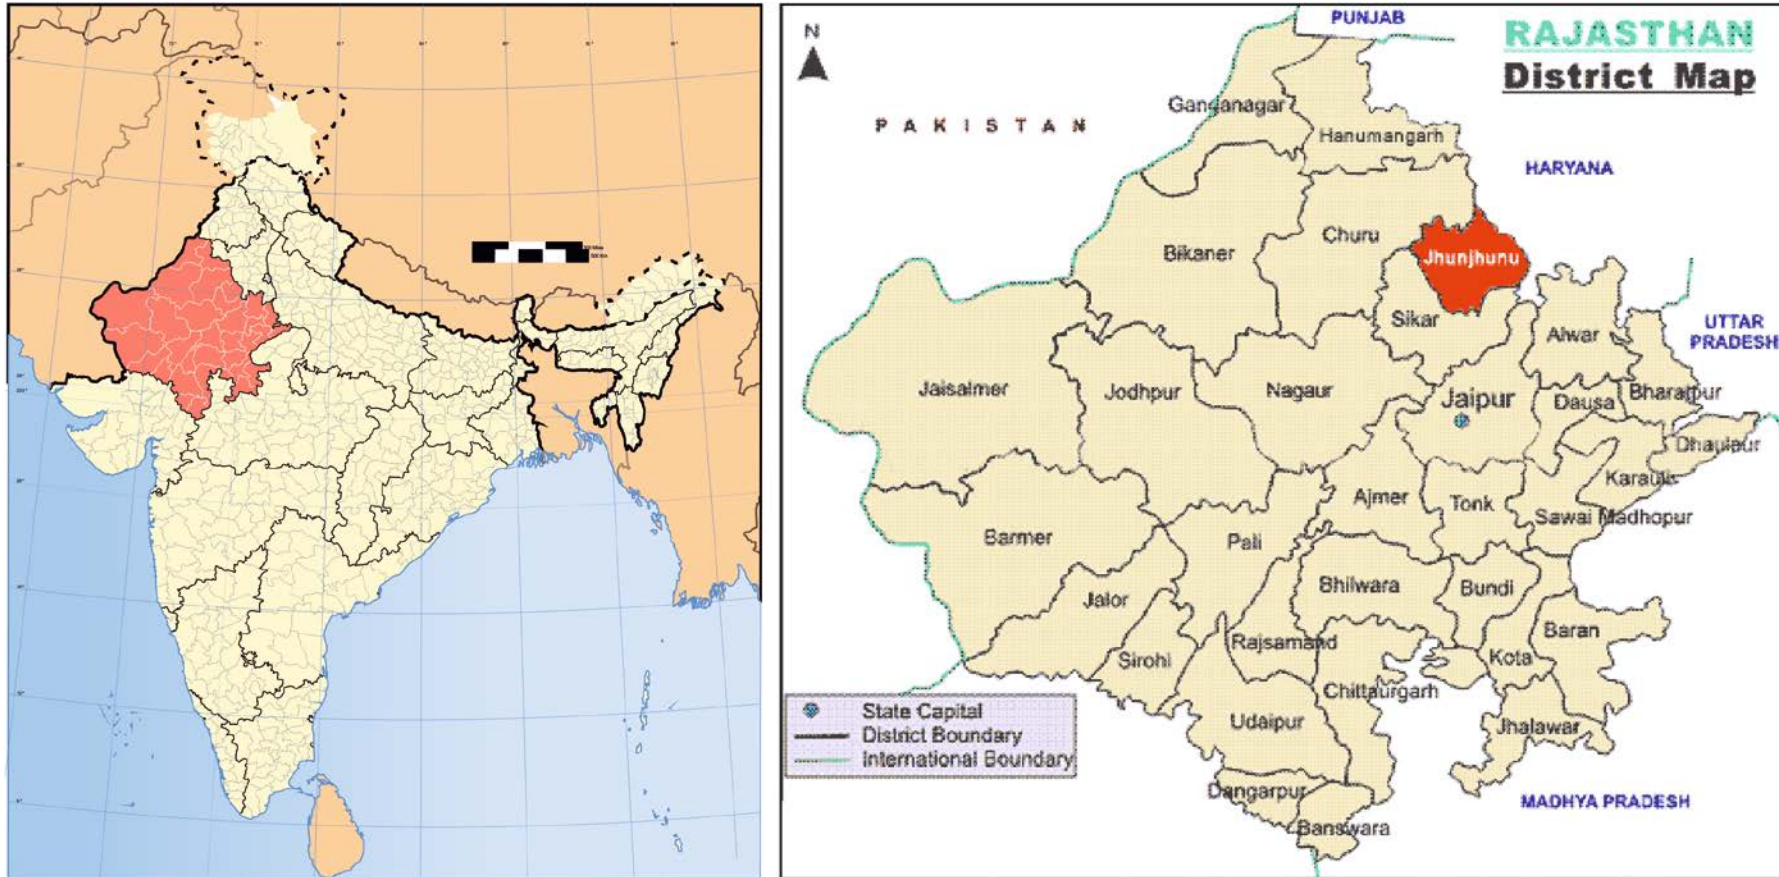 PUNJAB
RAJASTHAN
District Map
N
PAKISTAN
Gandanagar
Hanumangarh
HARYANA
Churu
Bikaner
Jhunjhunu
Sikar
Alwar
UTTAR
PRADESH
Jaisalmer
Jodhpur
Nagaur
Jaipur
Dausa
Bharatpur
Dhaulpur
Karauli
Ajmer
Tonk
Sawai Madhopur
Barmer
Pali
Bhilwara
Bundi
Jalor
Baran
Rajsamand
Sirohi
Kota
Chittaurgarh
State Capital
Udaipur
Jhalawar
District Boundary
International Boundary
Dangarpur
MADHYA PRADESH
Banswara